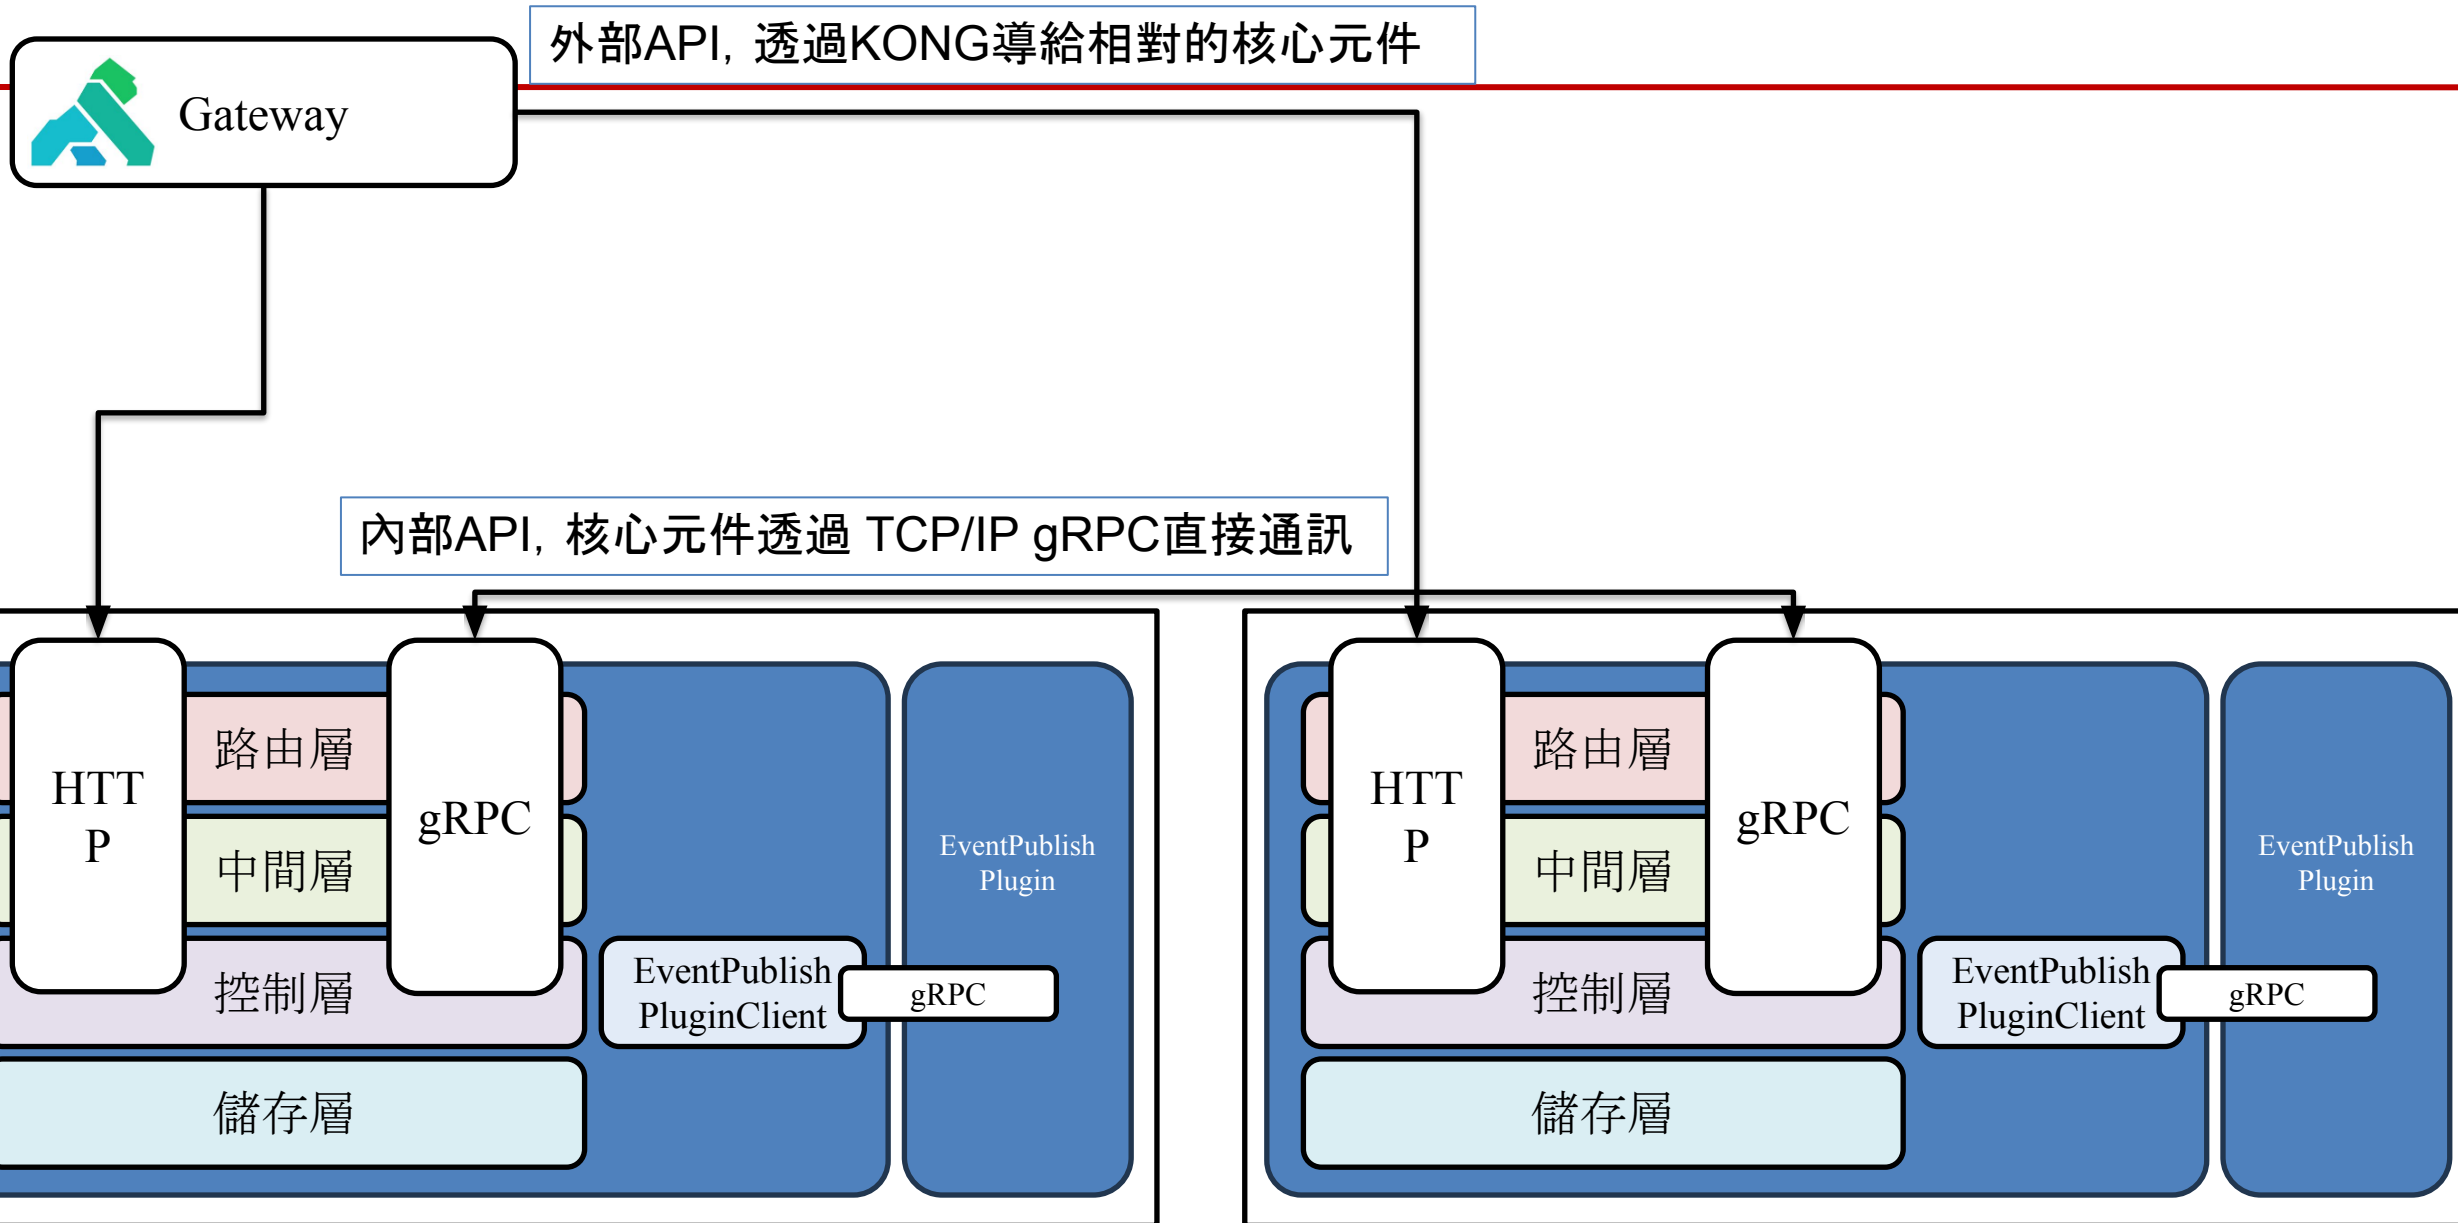 外部API，透過KONG導給相對的核心元件
Gateway
內部API，核心元件透過 TCP/IP gRPC直接通訊
HTT
P
gRPC
路由層
中間層
控制層
儲存層
EventPublish
PluginClient
gRPC
EventPublish
Plugin
HTT
P
gRPC
路由層
中間層
控制層
儲存層
EventPublish
PluginClient
gRPC
EventPublish
Plugin